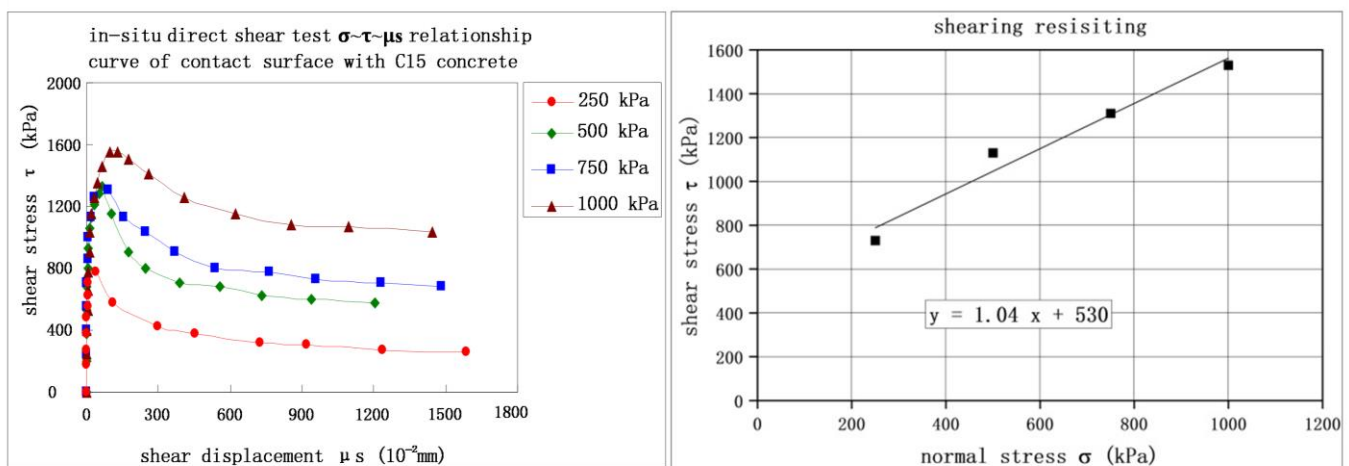 in-situ direct shear test σ~τ~μs relationship
curve of contact surface with C15 concrete
shear stress τ (kPa)
2000
1600
1200
800
400
0
0 300 600 900 1200 1500 1800
shear displacement μs (10⁻²mm)
250 kPa
500 kPa
750 kPa
1000 kPa
shearing resisiting
shear stress τ (kPa)
1600
1400
1200
1000
800
600
400
200
0
0 200 400 600 800 1000 1200
normal stress σ (kPa)
y = 1.04 x + 530